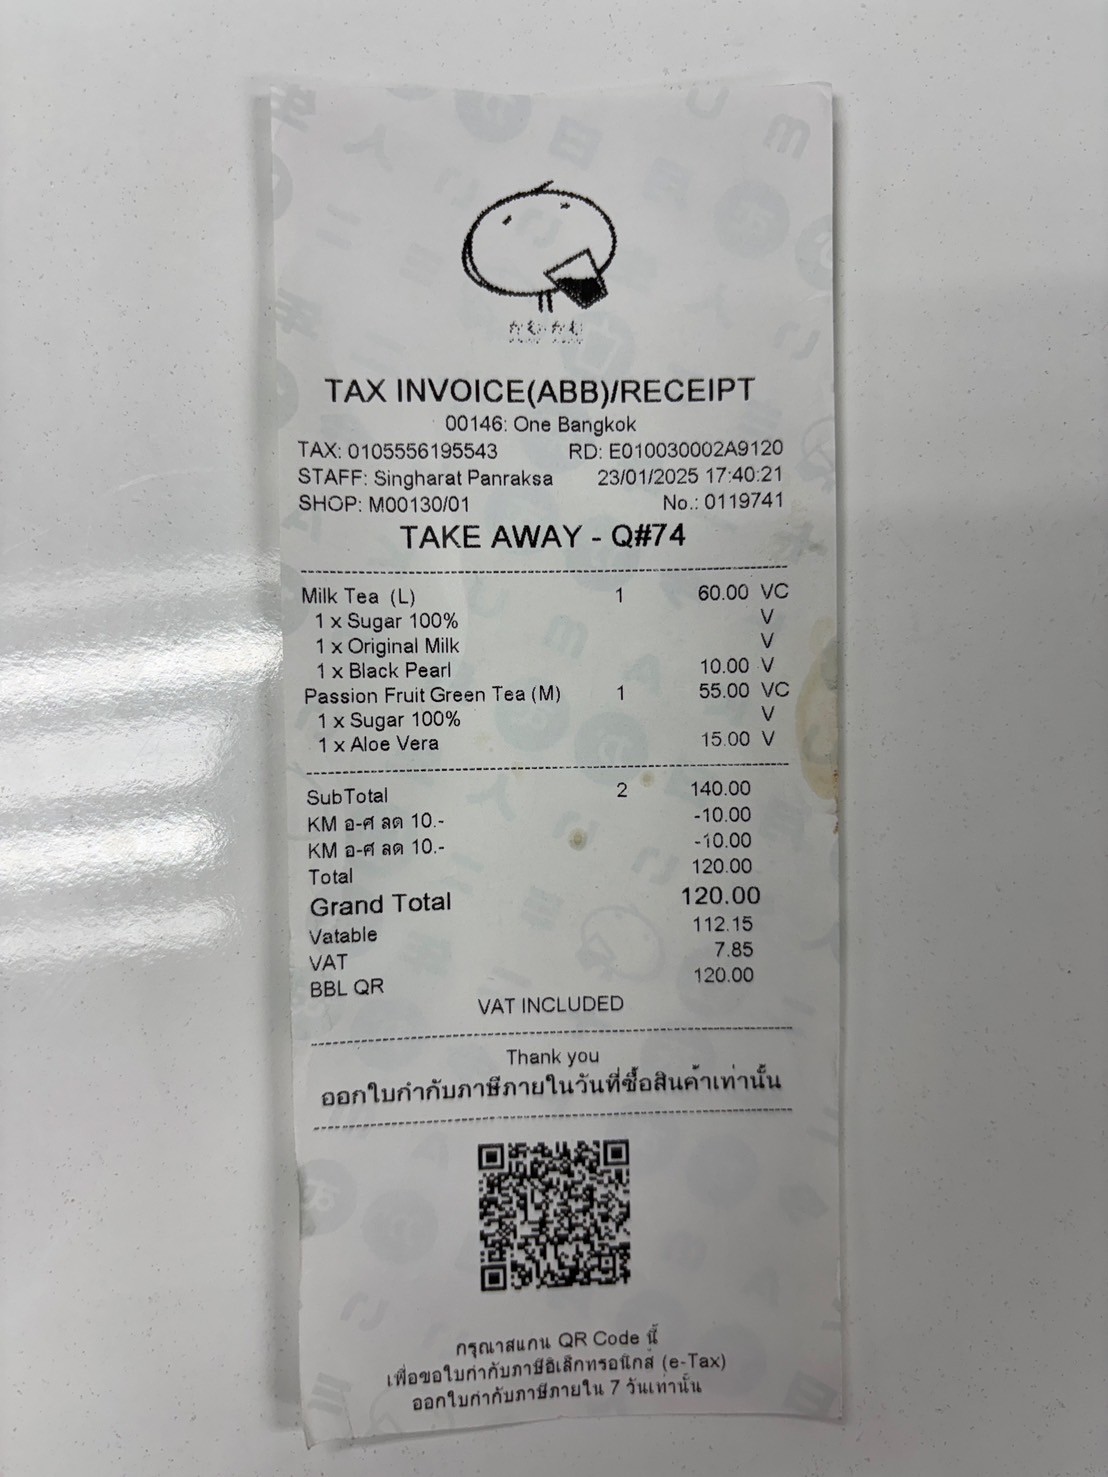 TAX INVOICE(ABB)/RECEIPT
00146: One Bangkok
TAX: 0105556195543 RD: E010030002A9120
STAFF: Singharat Panraksa 23/01/2025 17:40:21
SHOP: M00130/01 No.: 0119741
TAKE AWAY - Q#74
Milk Tea (L) 1 60.00 VC
1 x Sugar 100% V
1 x Original Milk V
1 x Black Pearl 10.00 V
Passion Fruit Green Tea (M) 1 55.00 VC
1 x Sugar 100% V
1 x Aloe Vera 15.00 V
SubTotal 2 140.00
KM อ-ศ ลด 10.- -10.00
KM อ-ศ ลด 10.- -10.00
Total 120.00
Grand Total 120.00
Vatable 112.15
VAT 7.85
BBL QR 120.00
VAT INCLUDED
Thank you
ออกใบกำกับภาษีภายในวันที่ซื้อสินค้าเท่านั้น
กรุณาสแกน QR Code นี้
เพื่อขอใบกำกับภาษีอิเล็กทรอนิกส์ (e-Tax)
ออกใบกำกับภาษีภายใน 7 วันเท่านั้น